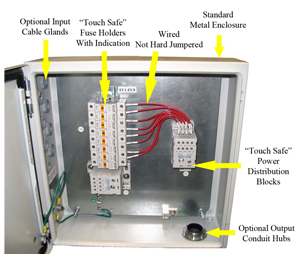 Optional Input
Cable Glands
“Touch Safe”
Fuse Holders
With Indication
Wired
Not Hard Jumpered
Standard
Metal Enclosure
“Touch Safe”
Power
Distribution
Blocks
Optional Output
Conduit Hubs